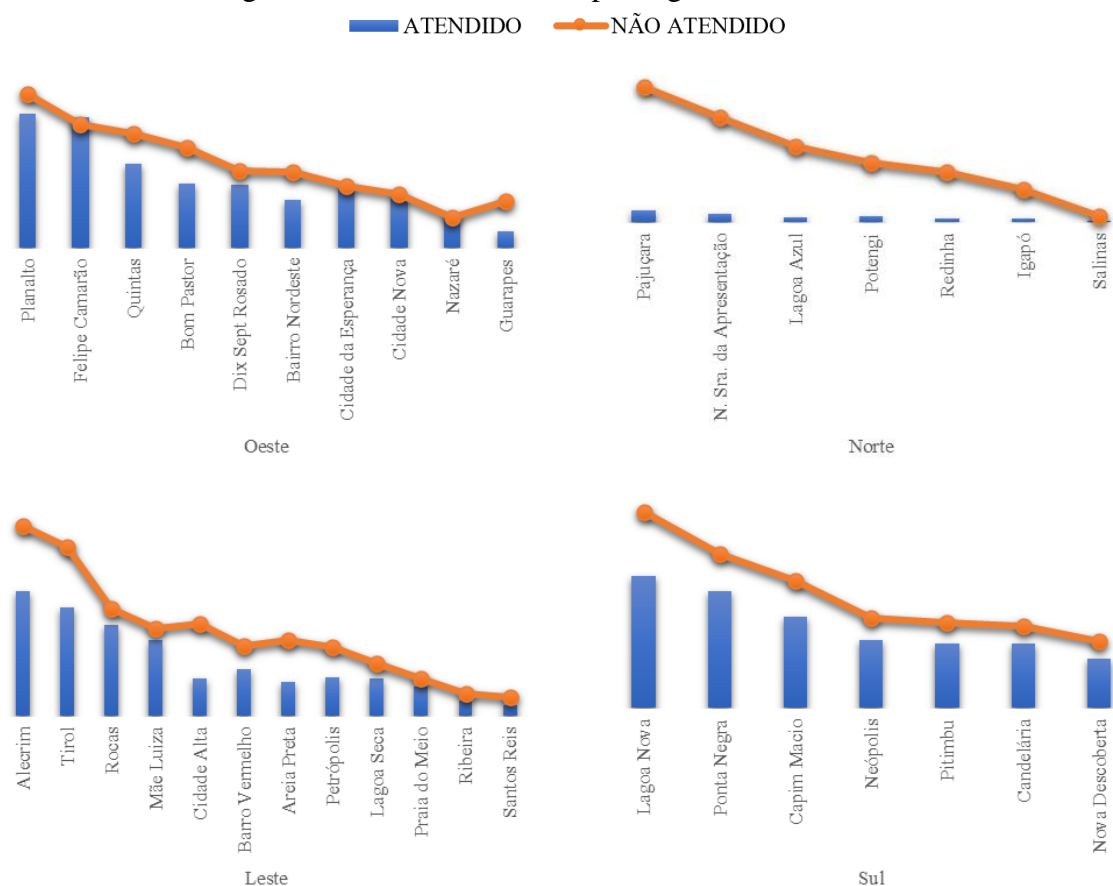 ATENDIDO NÃO ATENDIDO
Planalto
Felipe Camarão
Quintas
Bom Pastor
Dix Sept Rosado
Bairro Nordeste
Cidade da Esperança
Cidade Nova
Nazaré
Guarapes
Oeste
Pajuçara
N. Sra. da Apresentação
Lagoa Azul
Potengi
Redinha
Igapó
Salinas
Norte
Alecrim
Tirol
Rocas
Mãe Luiza
Cidade Alta
Barro Vermelho
Areia Preta
Petrópolis
Lagoa Seca
Praia do Meio
Ribeira
Santos Reis
Leste
Lagoa Nova
Ponta Negra
Capim Macio
Neópolis
Pitimbu
Candelária
Nova Descoberta
Sul